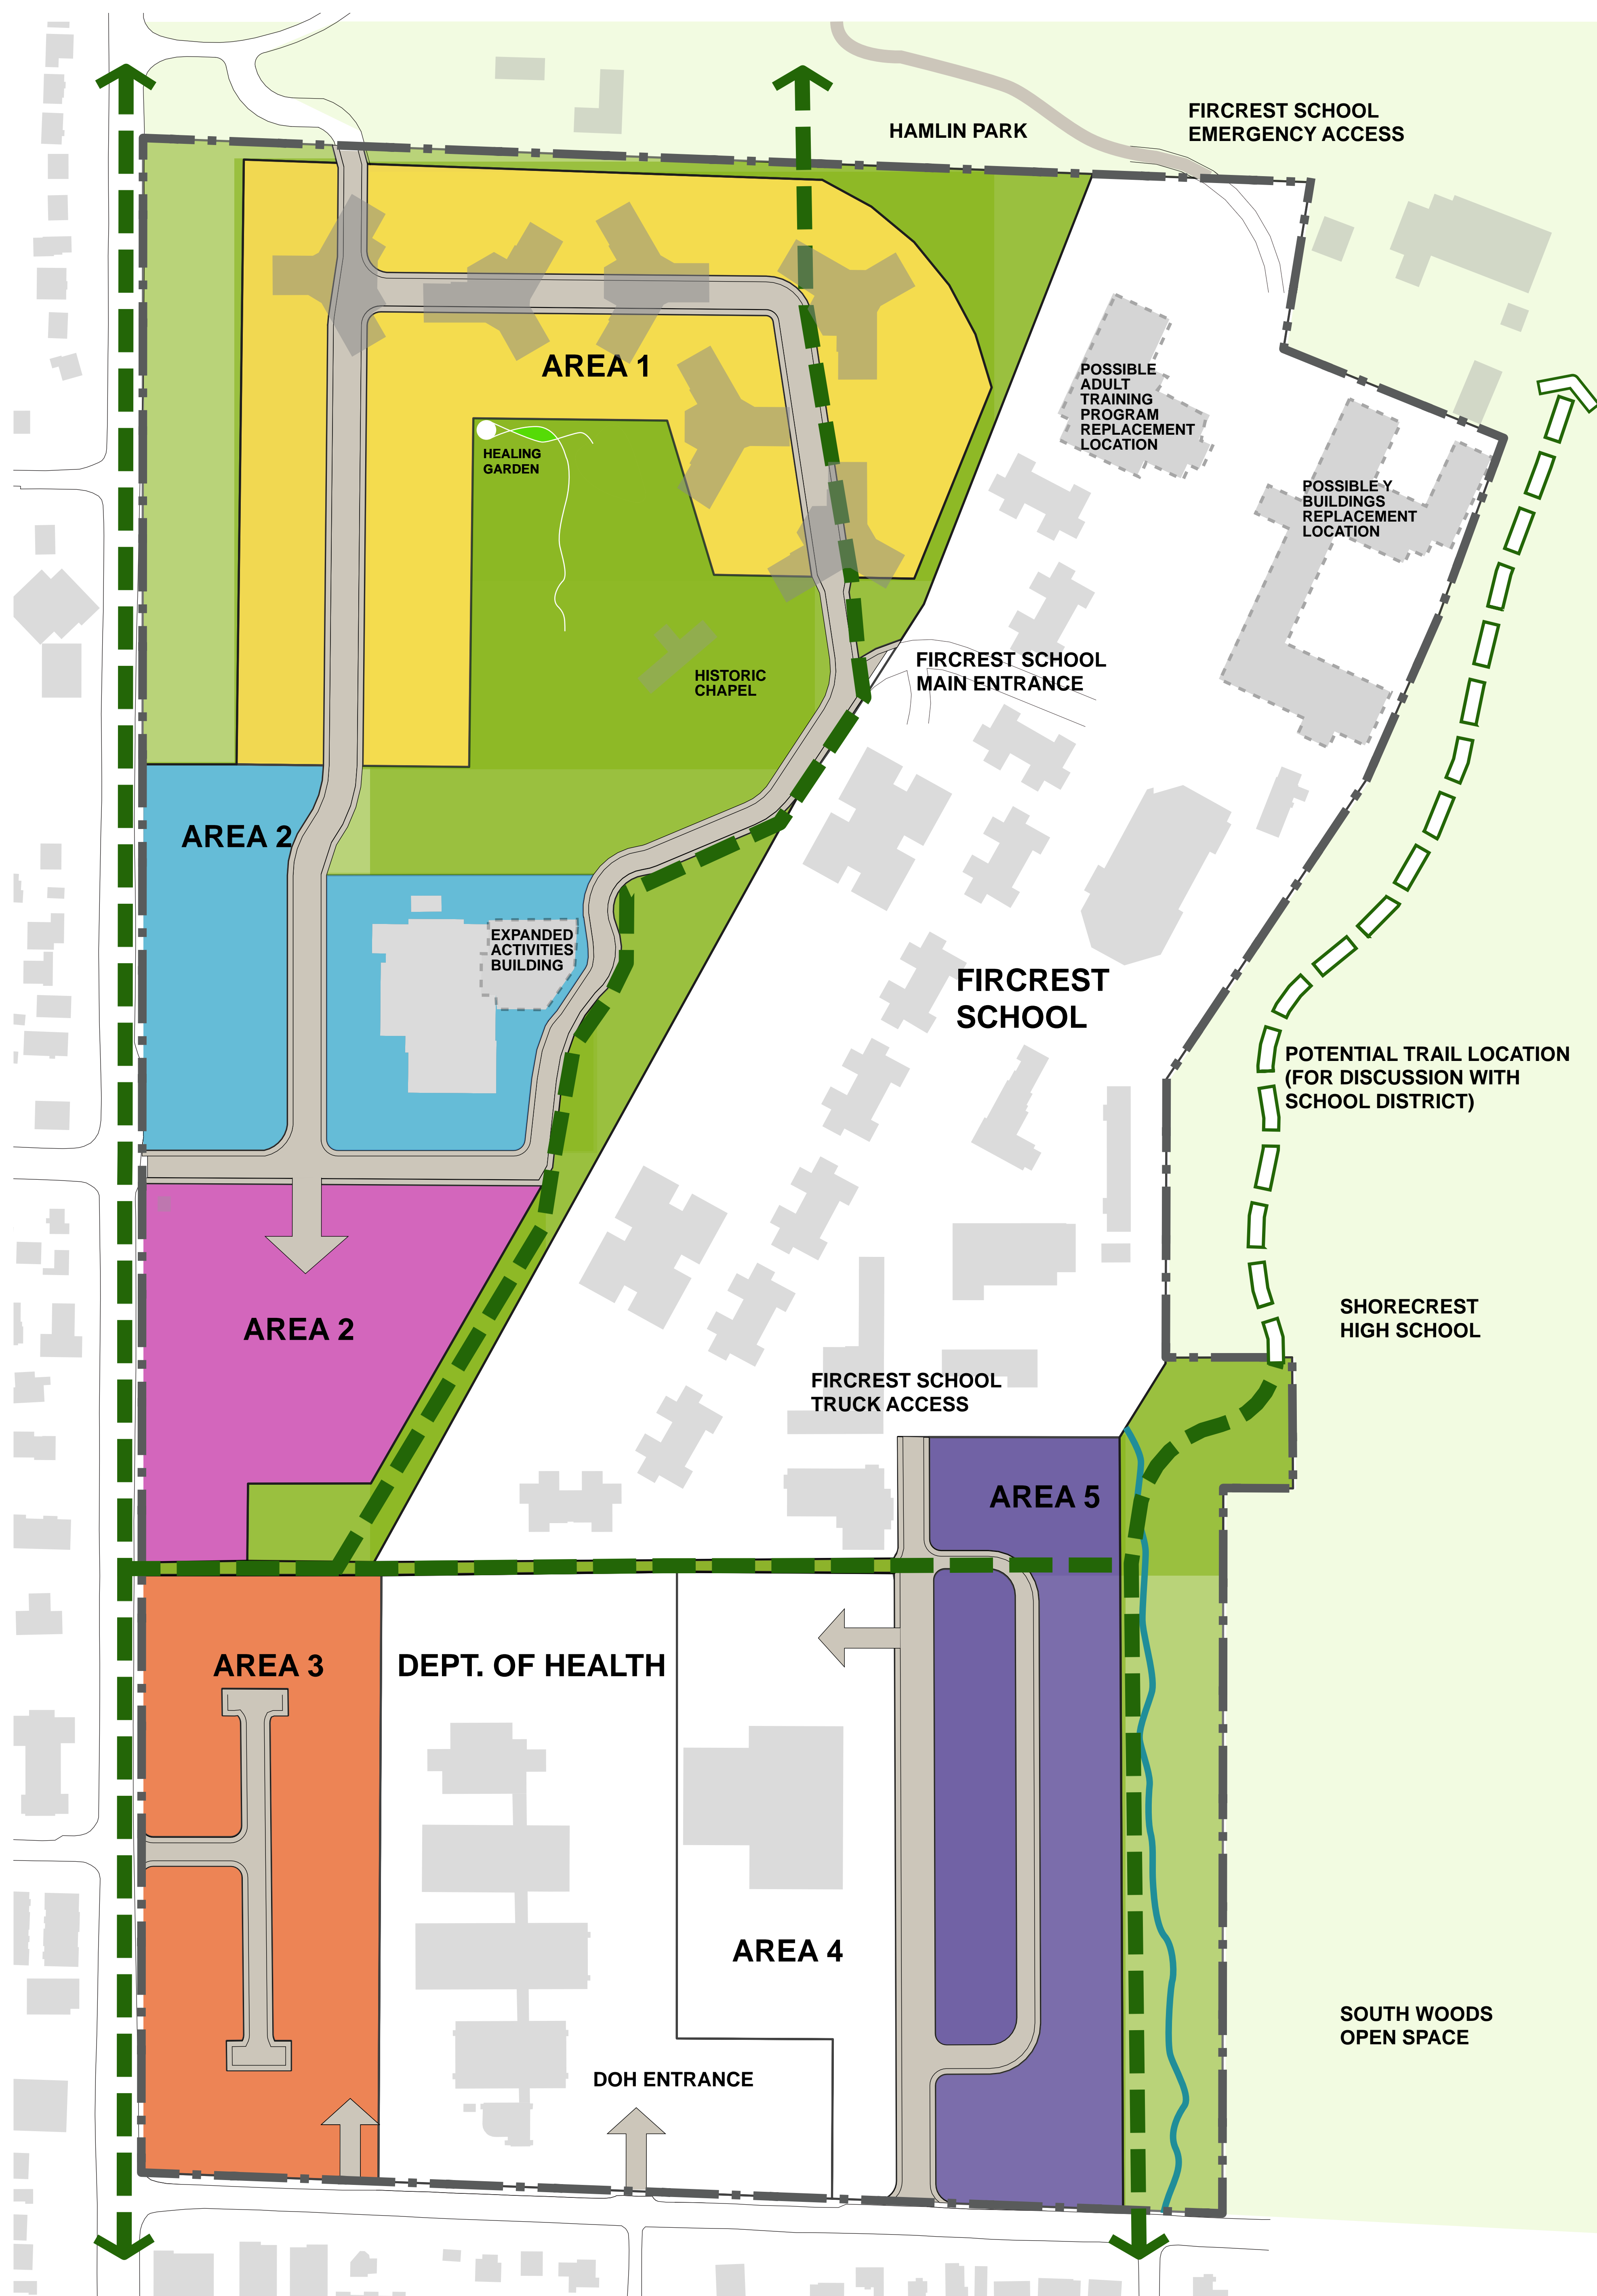 HAMLIN PARK
FIRCREST SCHOOL
EMERGENCY ACCESS
AREA 1
POSSIBLE
ADULT
TRAINING
PROGRAM
REPLACEMENT
LOCATION
HEALING
GARDEN
POSSIBLE Y
BUILDINGS
REPLACEMENT
LOCATION
FIRCREST SCHOOL
MAIN ENTRANCE
HISTORIC
CHAPEL
AREA 2
EXPANDED
ACTIVITIES
BUILDING
FIRCREST
SCHOOL
POTENTIAL TRAIL LOCATION
(FOR DISCUSSION WITH
SCHOOL DISTRICT)
AREA 2
SHORECREST
HIGH SCHOOL
FIRCREST SCHOOL
TRUCK ACCESS
AREA 5
AREA 3
DEPT. OF HEALTH
AREA 4
SOUTH WOODS
OPEN SPACE
DOH ENTRANCE